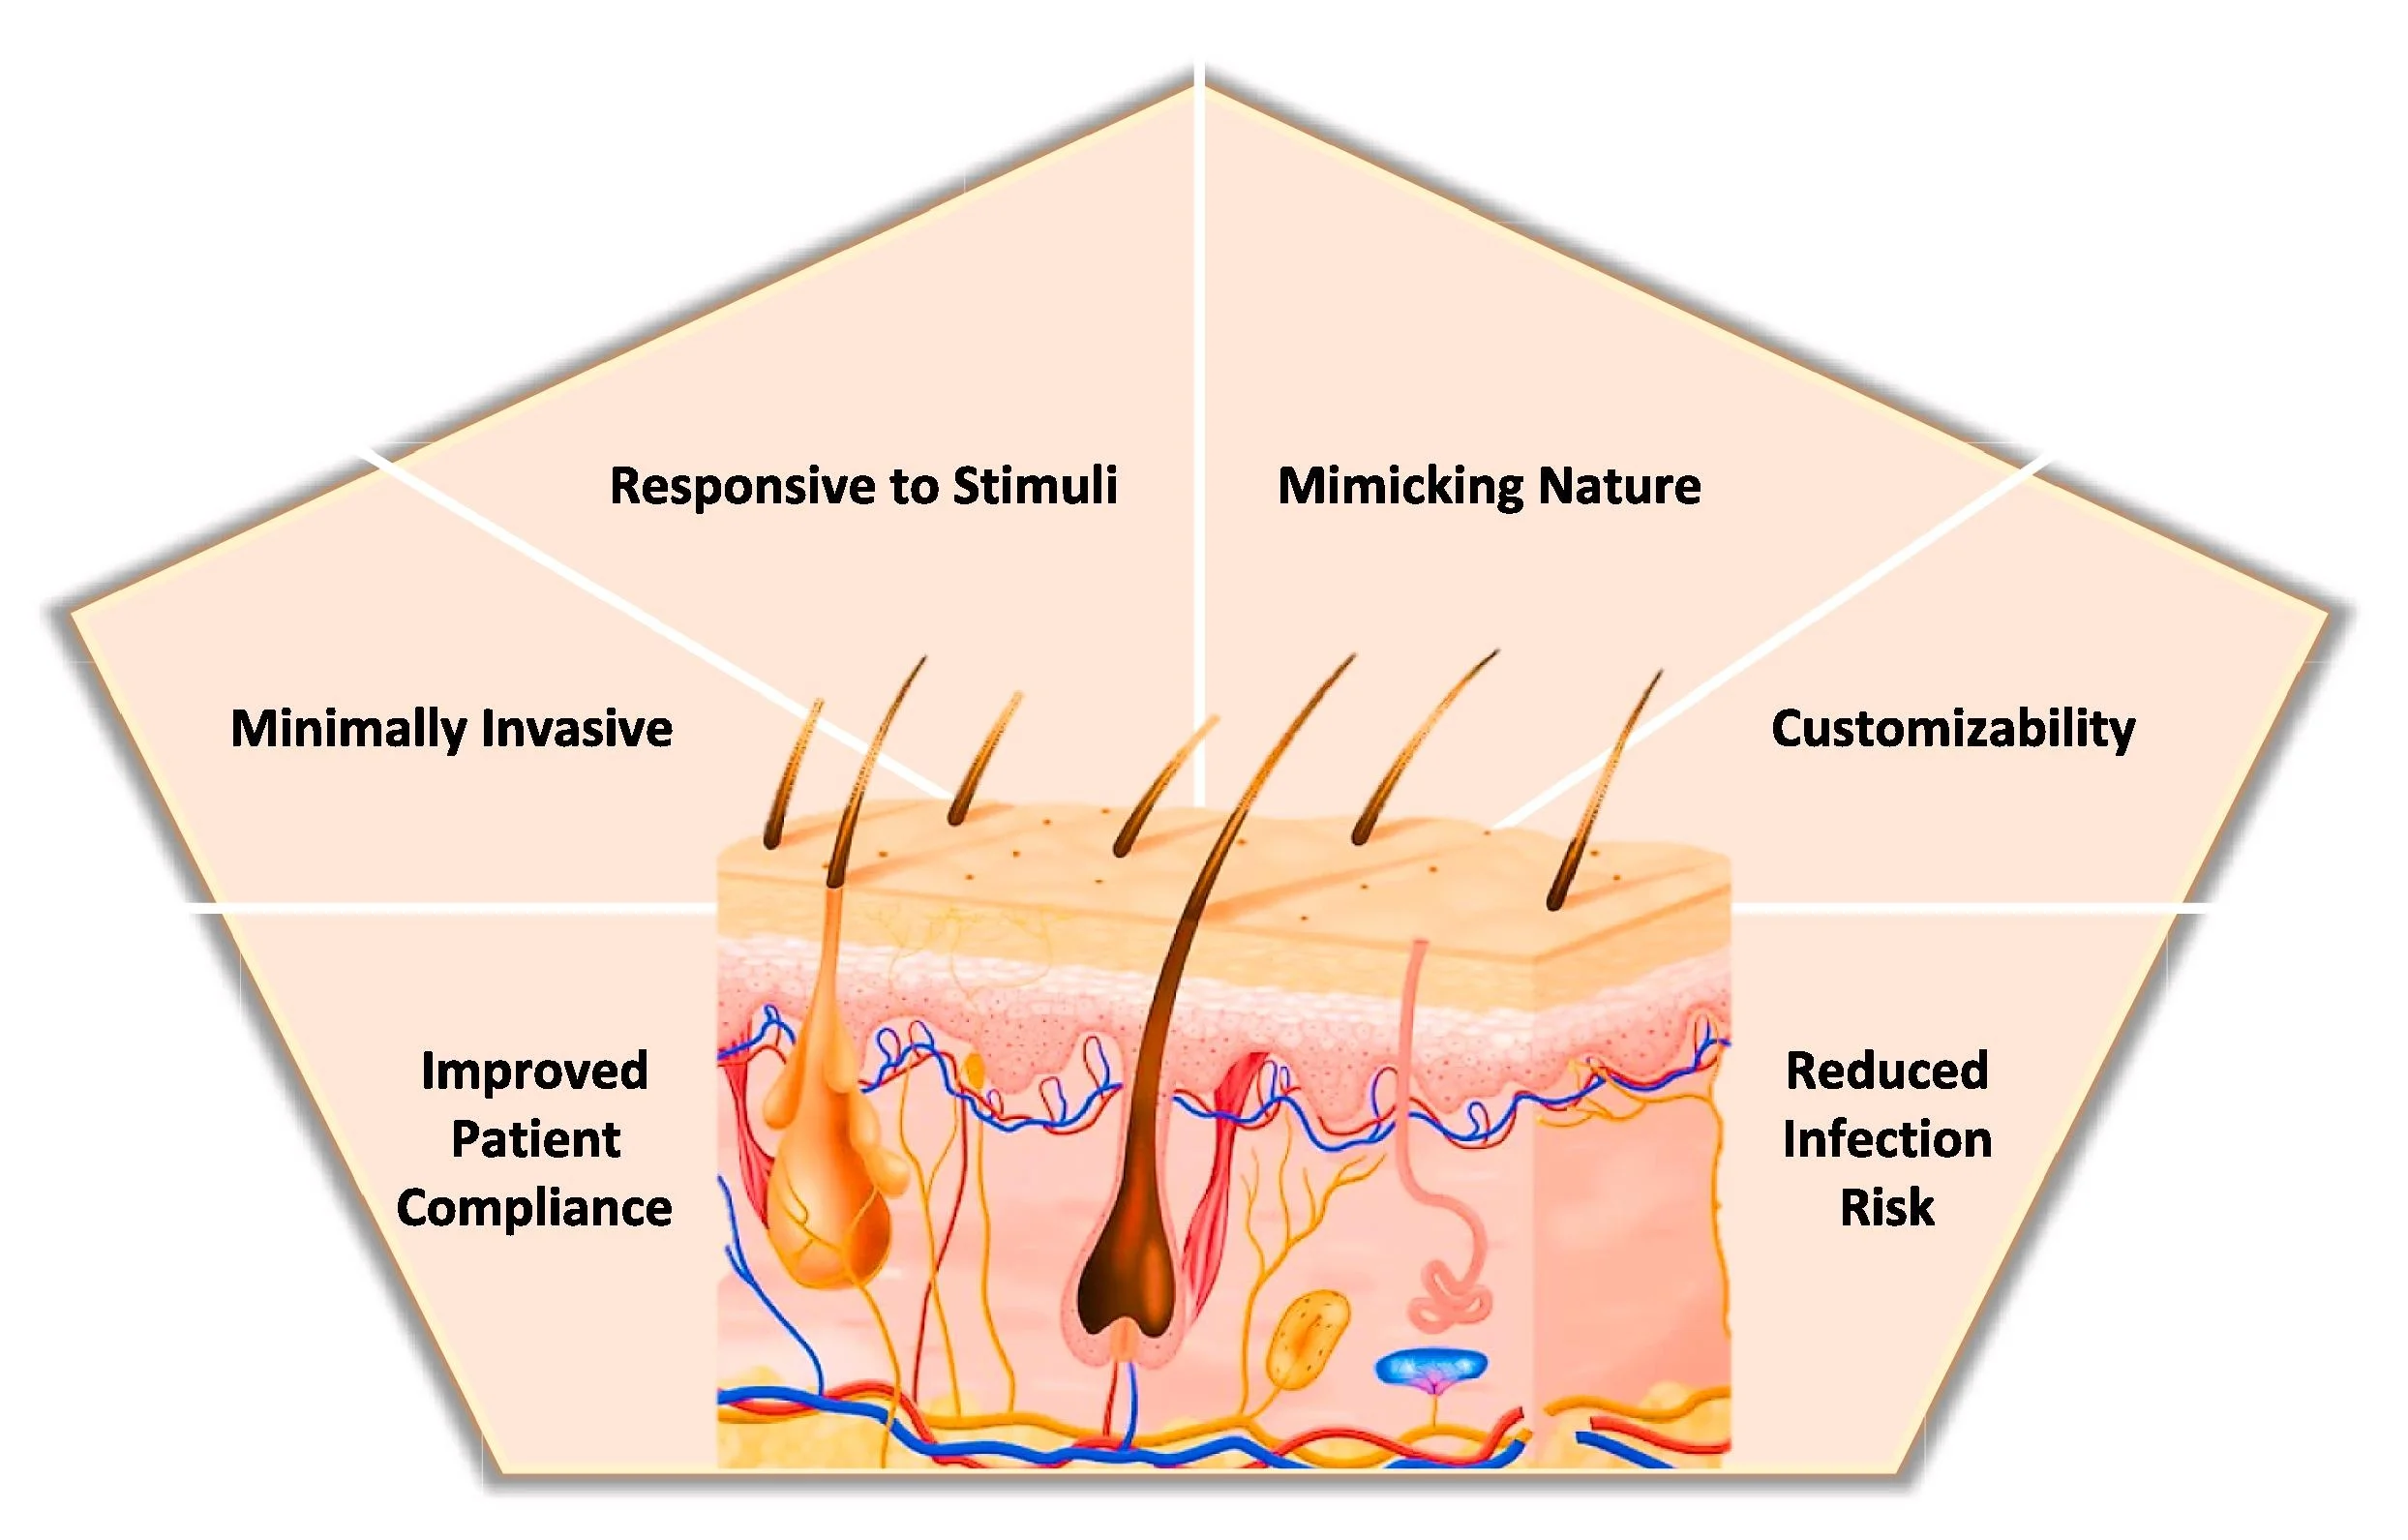 Responsive to Stimuli
Mimicking Nature
Minimally Invasive
Customizability
Improved
Patient
Compliance
Reduced
Infection
Risk